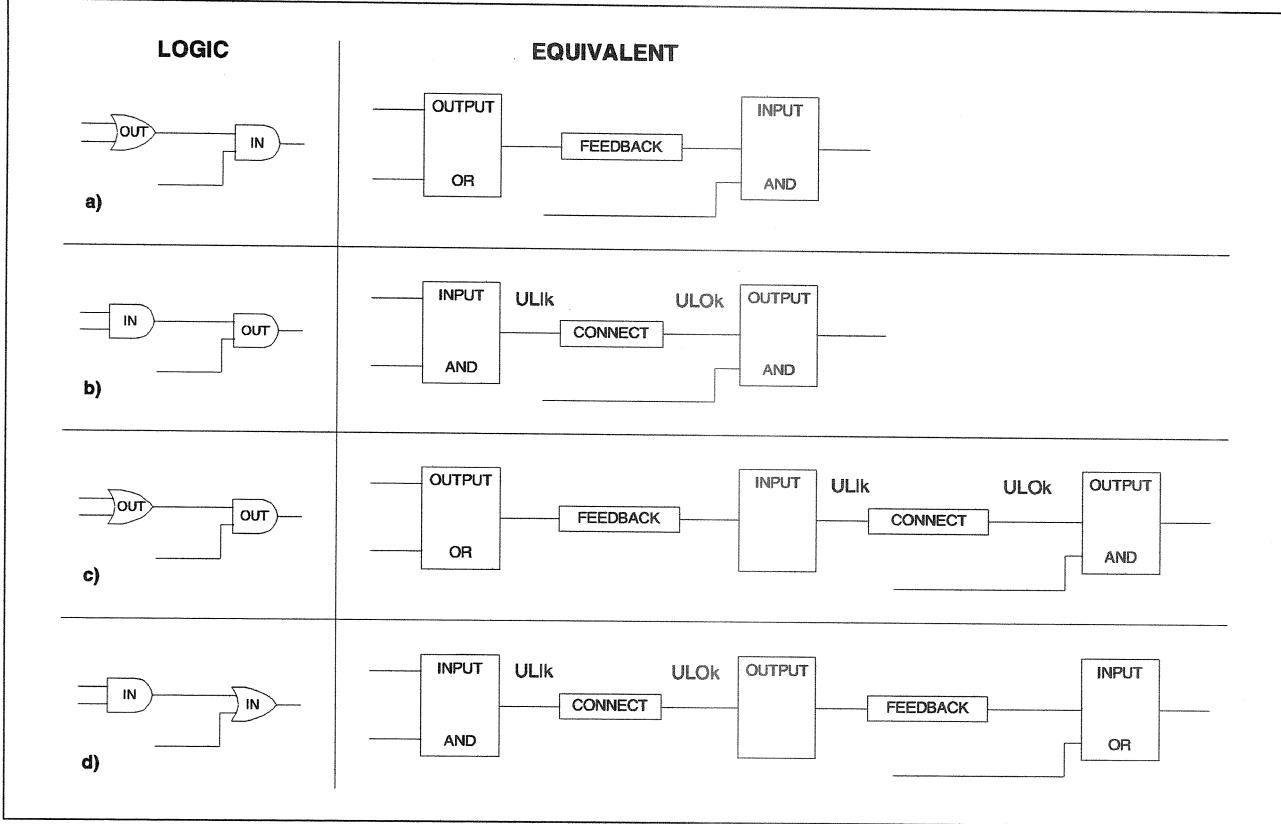 LOGIC
EQUIVALENT
OUT
IN
OUTPUT
OR
FEEDBACK
INPUT
AND
a)
IN
OUT
INPUT
AND
ULIk
CONNECT
ULOk
OUTPUT
AND
b)
OUT
OUT
OUTPUT
OR
FEEDBACK
INPUT
ULIk
CONNECT
ULOk
OUTPUT
AND
c)
IN
IN
INPUT
AND
ULIk
CONNECT
ULOk
OUTPUT
FEEDBACK
INPUT
OR
d)